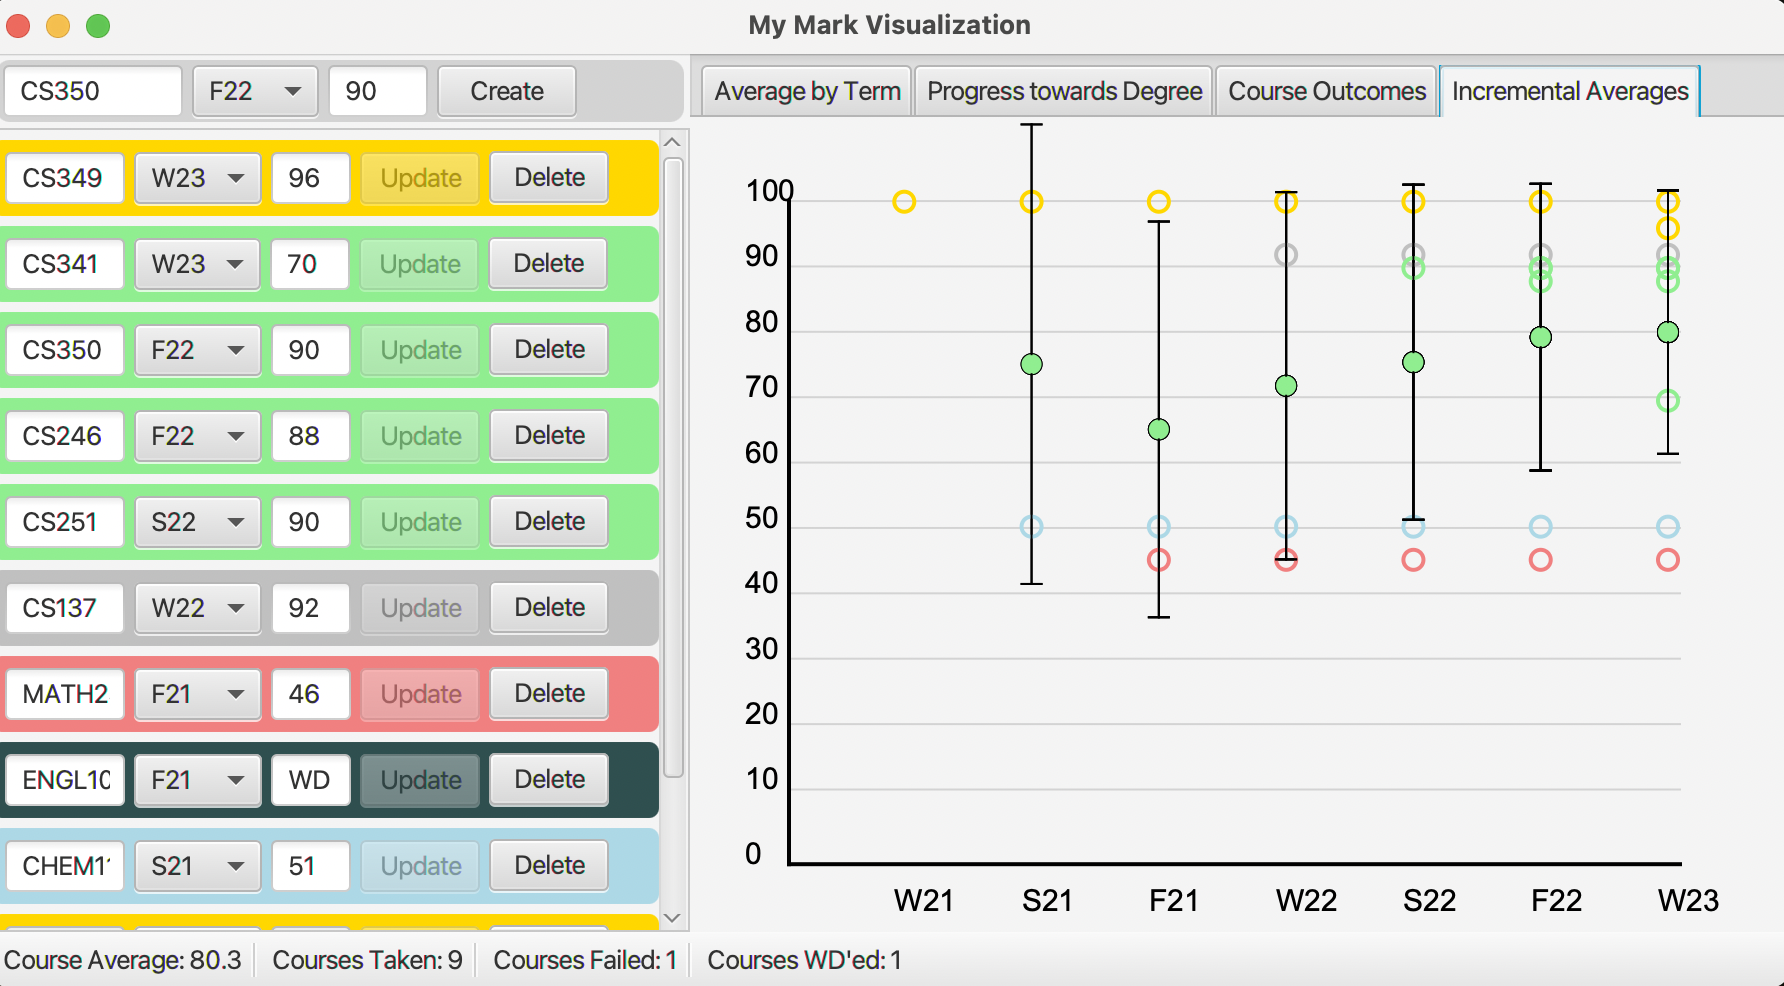 My Mark Visualization
CS350 F22 90 Create
Average by Term Progress towards Degree Course Outcomes Incremental Averages
CS349 W23 96 Update Delete
CS341 W23 70 Update Delete
CS350 F22 90 Update Delete
CS246 F22 88 Update Delete
CS251 S22 90 Update Delete
CS137 W22 92 Update Delete
MATH2 F21 46 Update Delete
ENGL10 F21 WD Update Delete
CHEM1 S21 51 Update Delete
100
90
80
70
60
50
40
30
20
10
0
W21 S21 F21 W22 S22 F22 W23
Course Average: 80.3 Courses Taken: 9 Courses Failed: 1 Courses WD'ed: 1